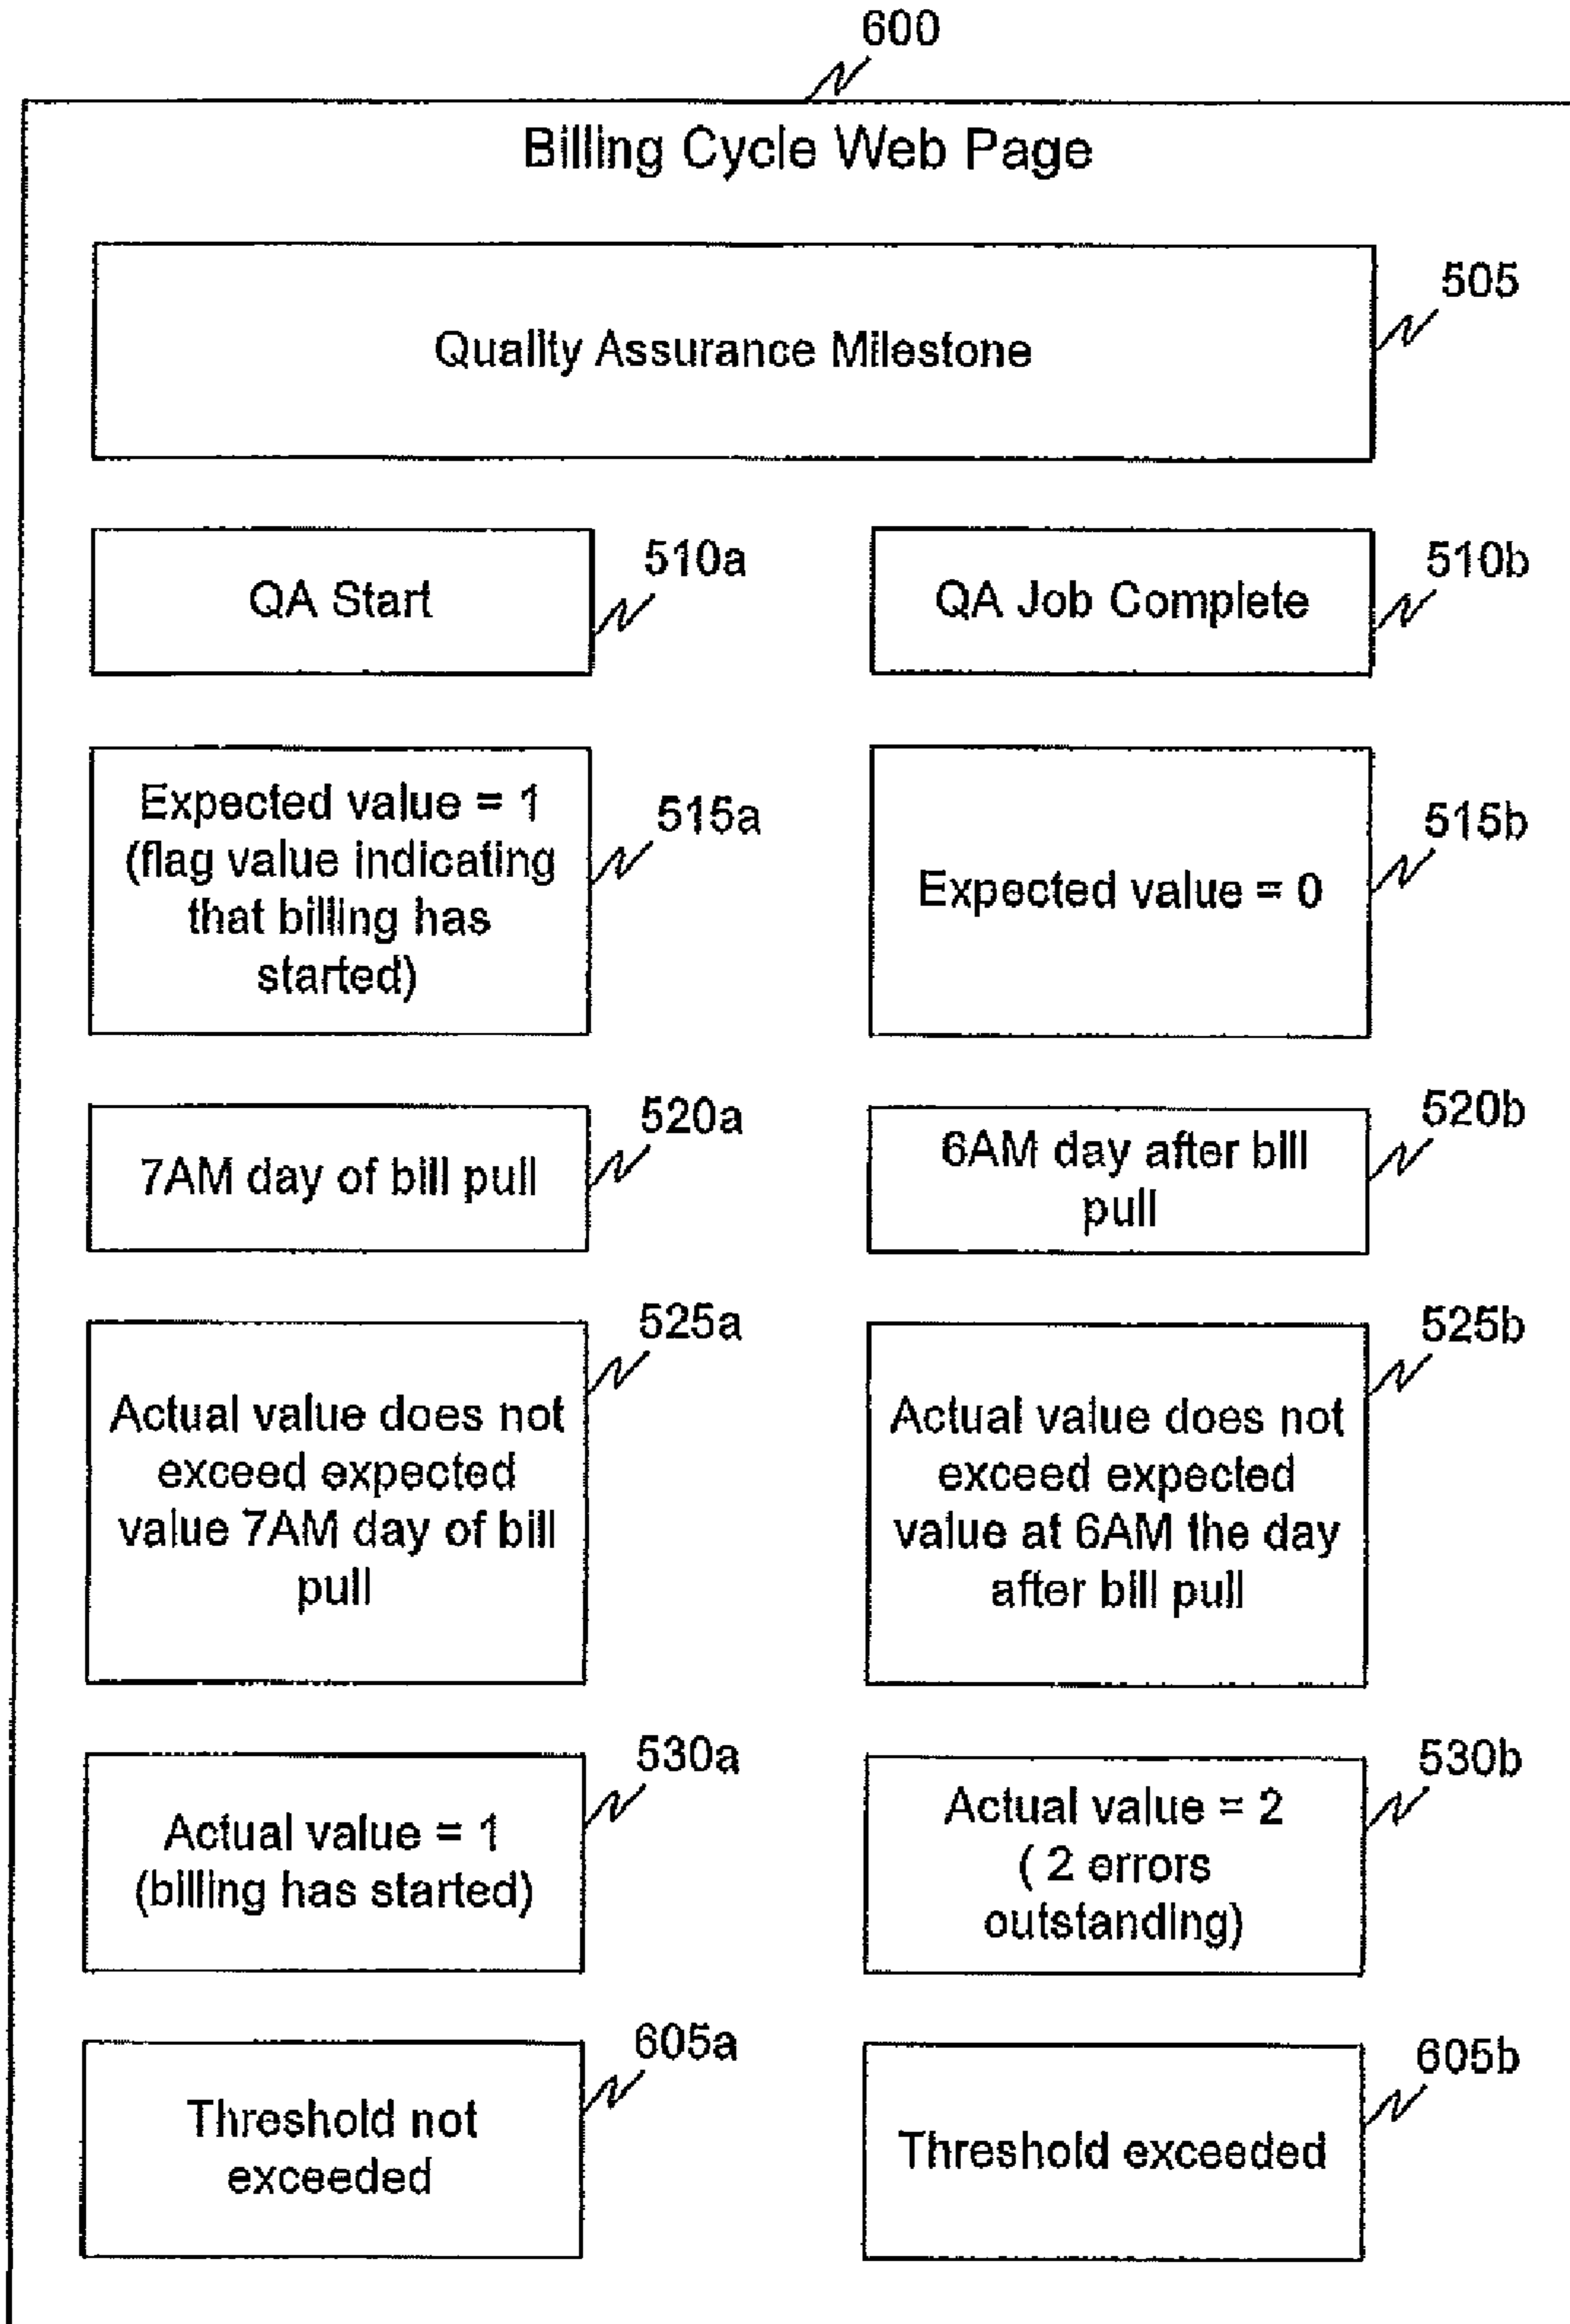 600
Billing Cycle Web Page
505
Quality Assurance Milestone
510a
QA Start
510b
QA Job Complete
515a
Expected value = 1
(flag value indicating
that billing has
started)
515b
Expected value = 0
520a
7AM day of bill pull
520b
6AM day after bill
pull
525a
Actual value does not
exceed expected
value 7AM day of bill
pull
525b
Actual value does not
exceed expected
value at 6AM the day
after bill pull
530a
Actual value = 1
(billing has started)
530b
Actual value = 2
( 2 errors
outstanding)
605a
Threshold not
exceeded
605b
Threshold exceeded